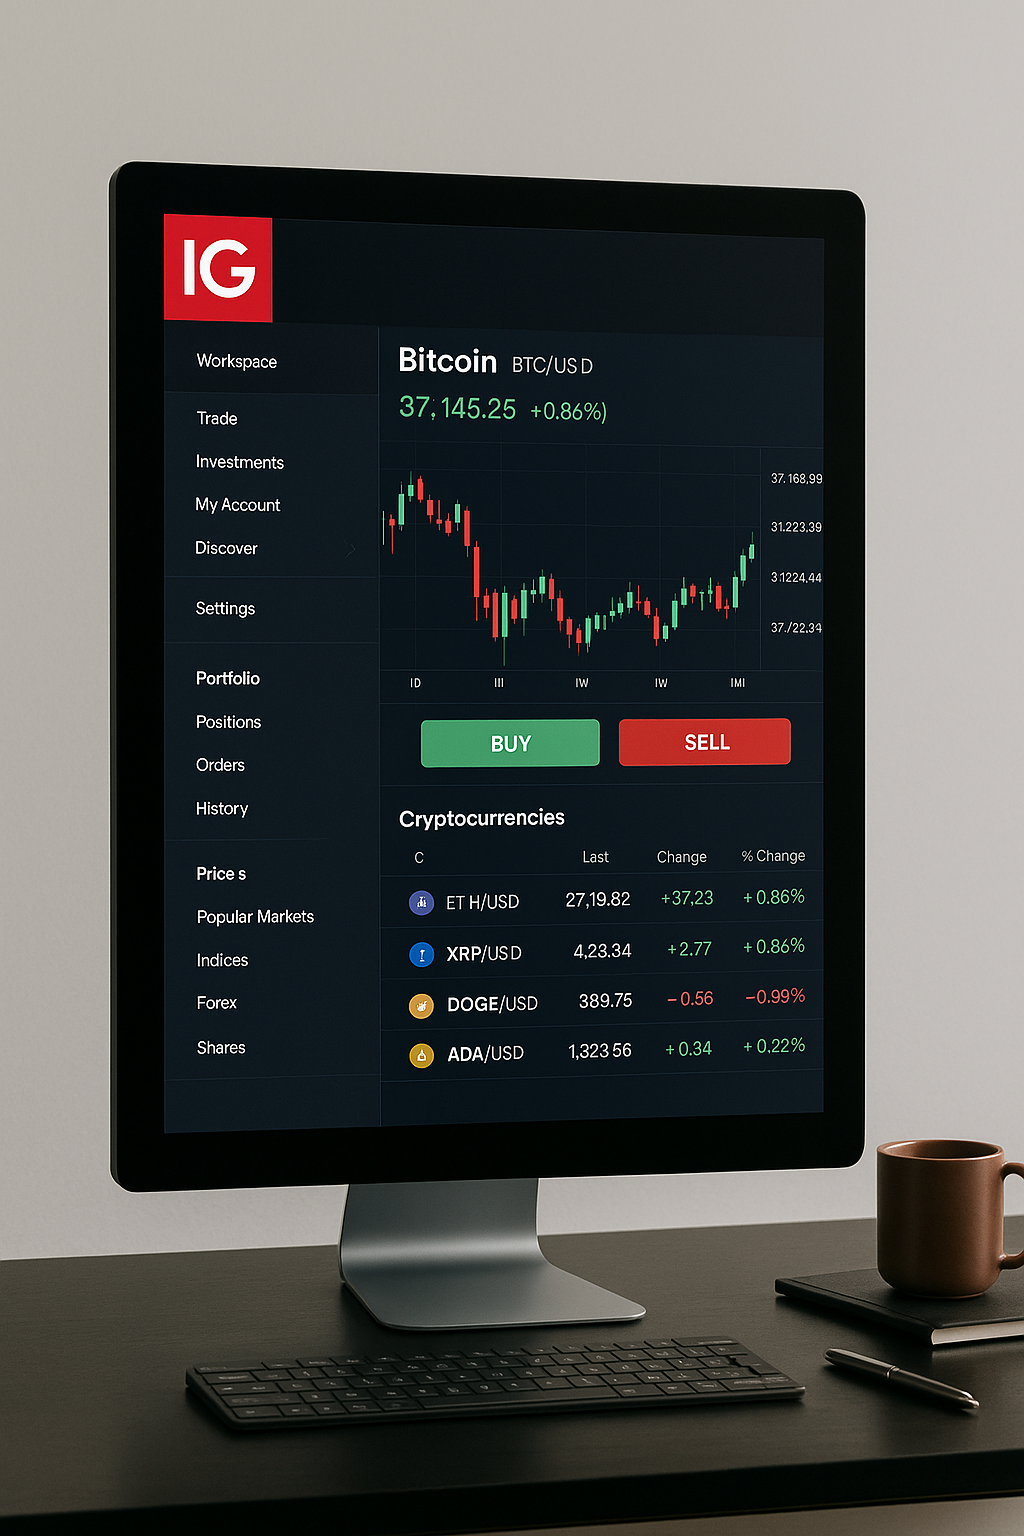 IG
Workspace
Trade
Investments
My Account
Discover
Settings
Portfolio
Positions
Orders
History
Price s
Popular Markets
Indices
Forex
Shares
Bitcoin BTC/US D
37,145.25 +0.86%)
37.168,99
31.223,39
31224,44
37./22.34
ID III IW IW IMI
BUY SELL
Cryptocurrencies
C Last Change % Change
ET H/USD 27,19.82 +37,23 +0.86%
XRP/USD 4,23.34 +2.77 +0.86%
DOGE/USD 389.75 −0.56 −0.99%
ADA/USD 1,323 56 +0.34 +0,22%